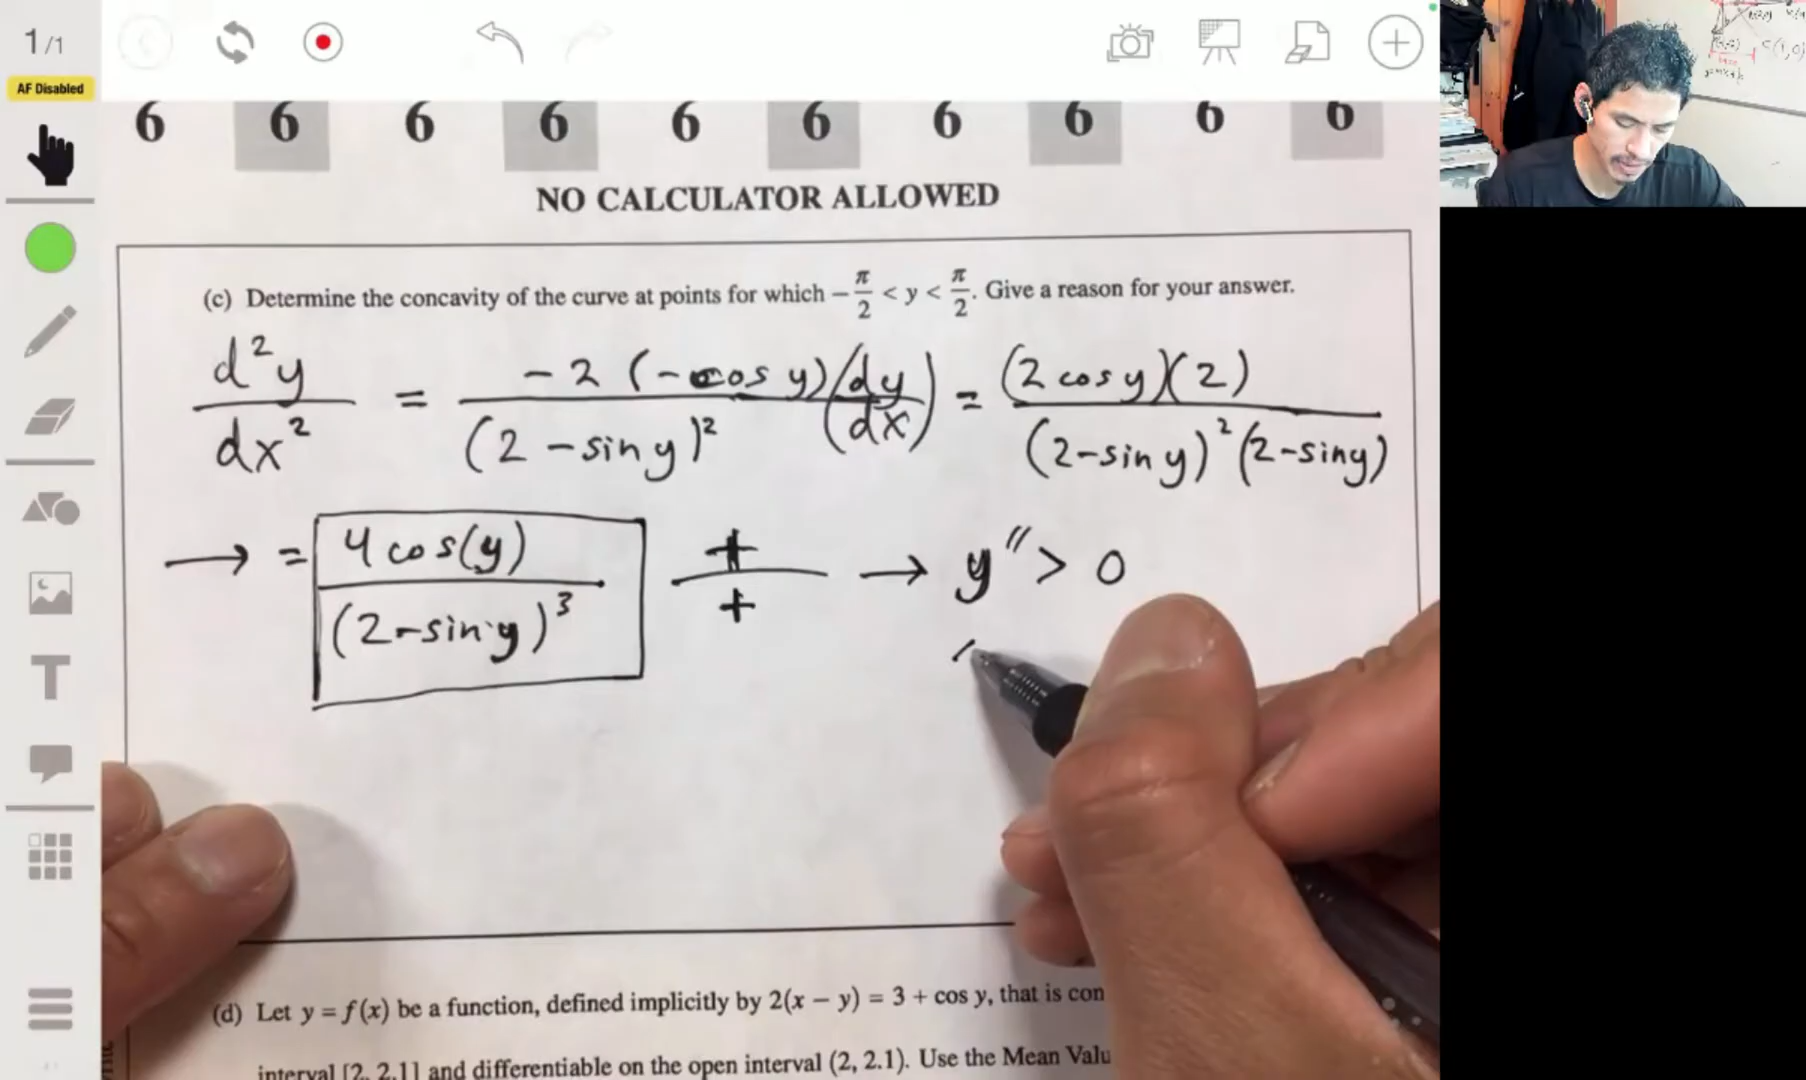 1/1
AF Disabled
6 6 6 6 6 6 6 6 6 6
NO CALCULATOR ALLOWED
(c) Determine the concavity of the curve at points for which −π/2 < y < π/2. Give a reason for your answer.
d²y/dx² = −2(−cos y)(dy/dx)/(2−sin y)² = (2 cos y)(2)/(2−sin y)²(2−sin y)
→ = 4 cos(y)/(2−sin y)³ +/+ → y″ > 0
(d) Let y = f(x) be a function, defined implicitly by 2(x − y) = 3 + cos y, that is con
interval [2, 2.1] and differentiable on the open interval (2, 2.1). Use the Mean Valu
T